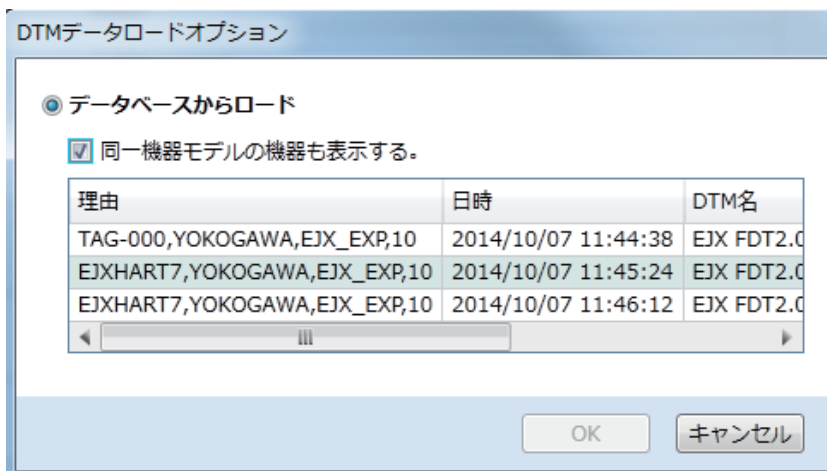 DTMデータロードオプション
データベースからロード
同一機器モデルの機器も表示する。
理由 日時 DTM名
TAG-000,YOKOGAWA,EJX_EXP,10 2014/10/07 11:44:38 EJX FDT2.0
EJXHART7,YOKOGAWA,EJX_EXP,10 2014/10/07 11:45:24 EJX FDT2.0
EJXHART7,YOKOGAWA,EJX_EXP,10 2014/10/07 11:46:12 EJX FDT2.0
OK キャンセル